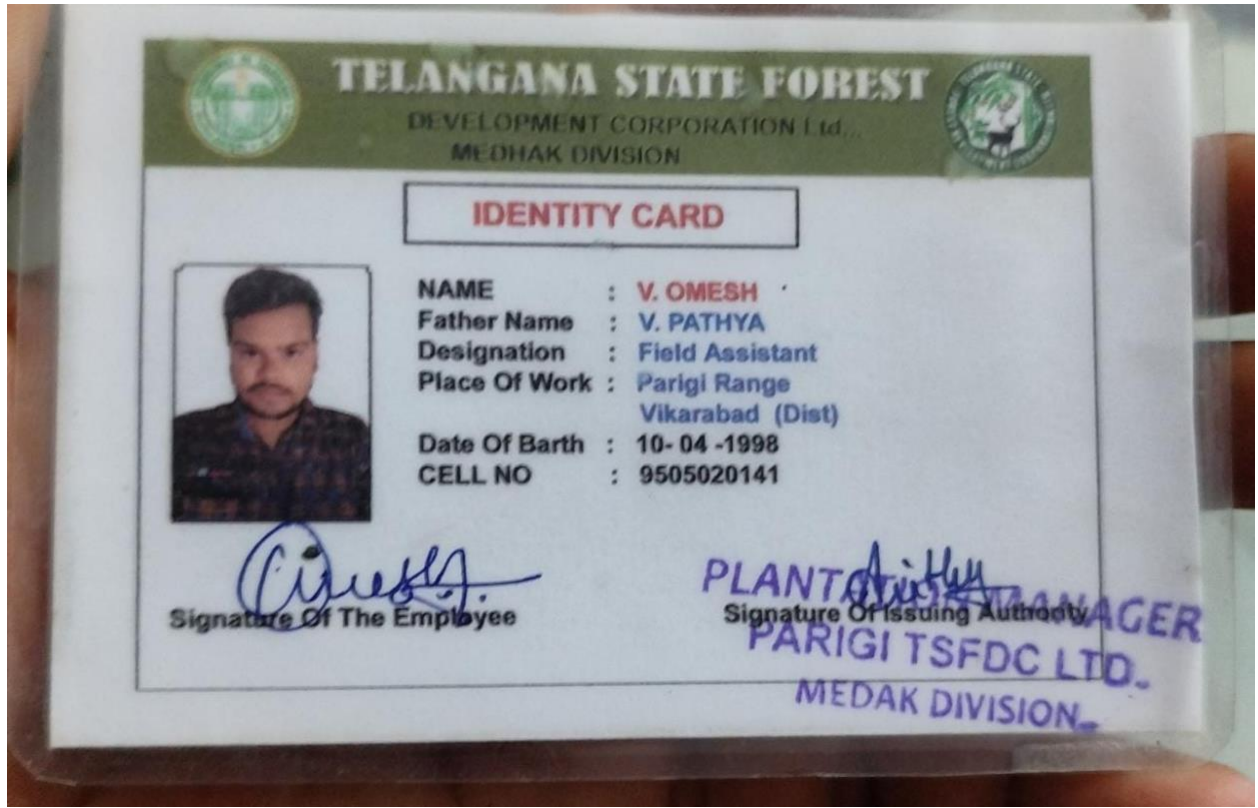 TELANGANA STATE FOREST
DEVELOPMENT CORPORATION Ltd...
MEDHAK DIVISION
IDENTITY CARD
NAME : V. OMESH
Father Name : V. PATHYA
Designation : Field Assistant
Place Of Work : Parigi Range
Vikarabad (Dist)
Date Of Barth : 10- 04 -1998
CELL NO : 9505020141
Signature Of The Employee
Signature Of Issuing Authority
MANAGER
PARIGI TSFDC LTD.
MEDAK DIVISION